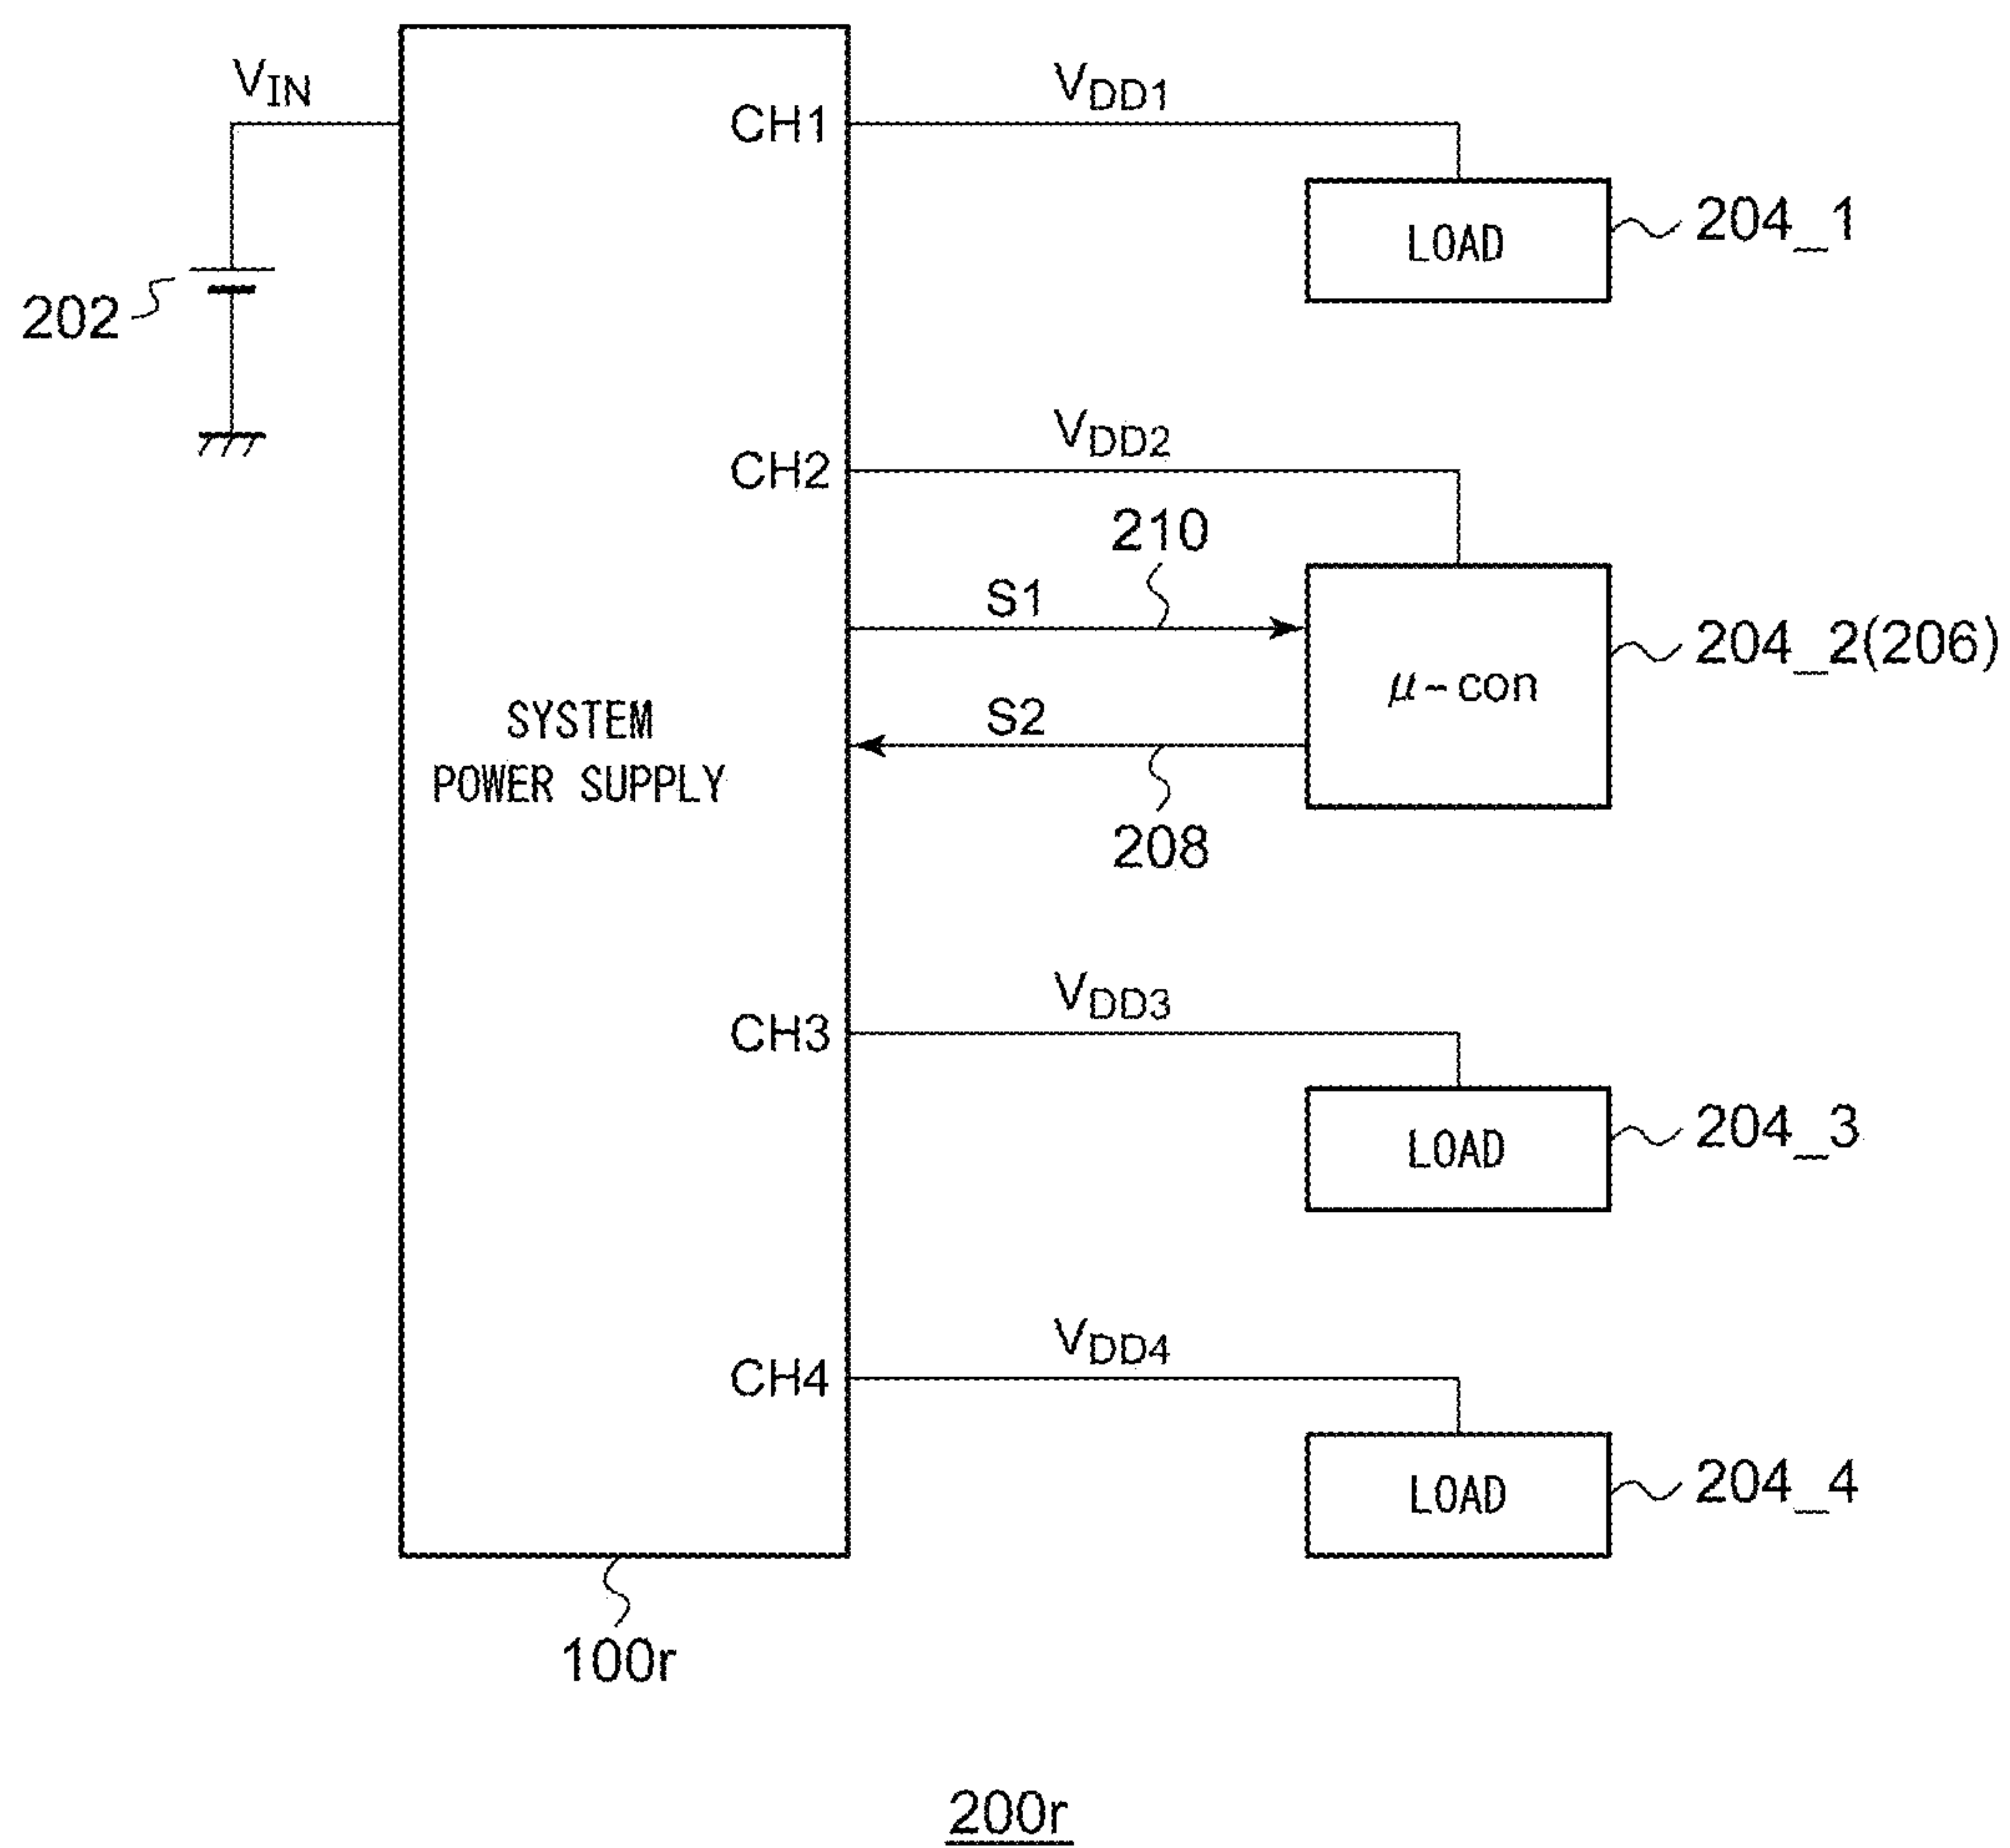 VIN
202
SYSTEM
POWER SUPPLY
CH1
VDD1
LOAD
204_1
CH2
VDD2
210
S1
μ-con
204_2(206)
S2
208
CH3
VDD3
LOAD
204_3
CH4
VDD4
LOAD
204_4
100r
200r